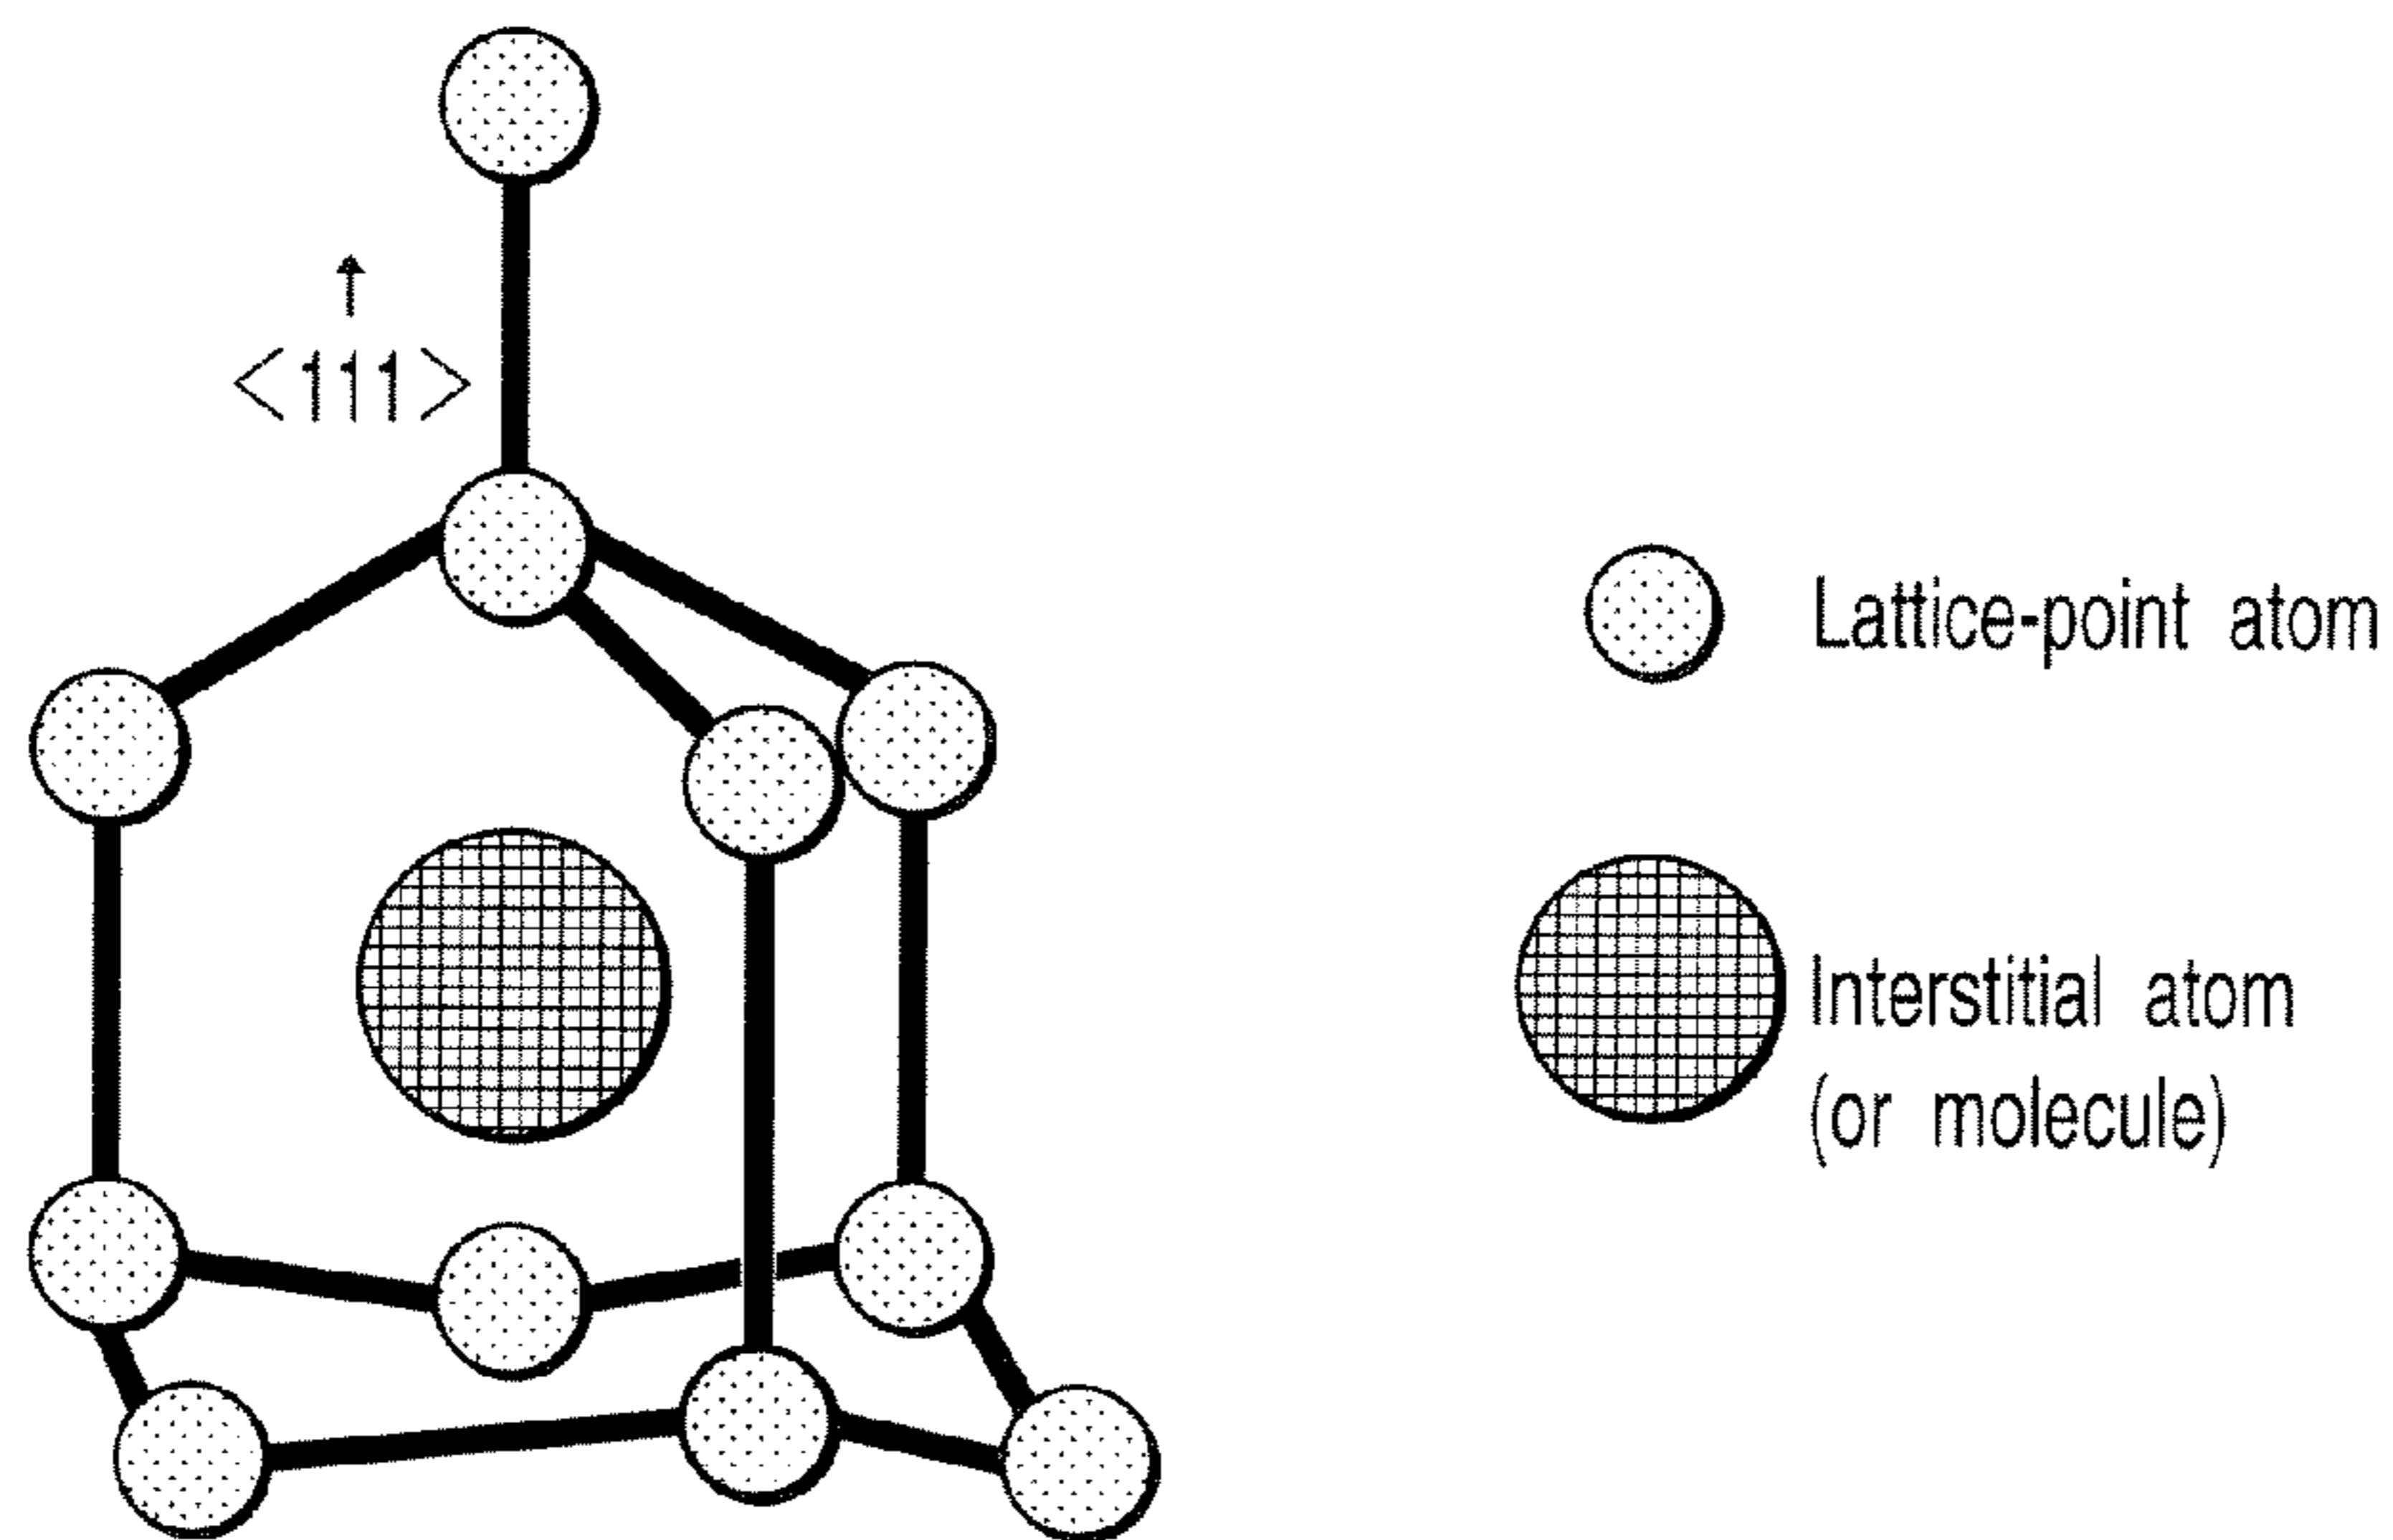 ↑
<111>
Lattice-point atom
Interstitial atom
(or molecule)